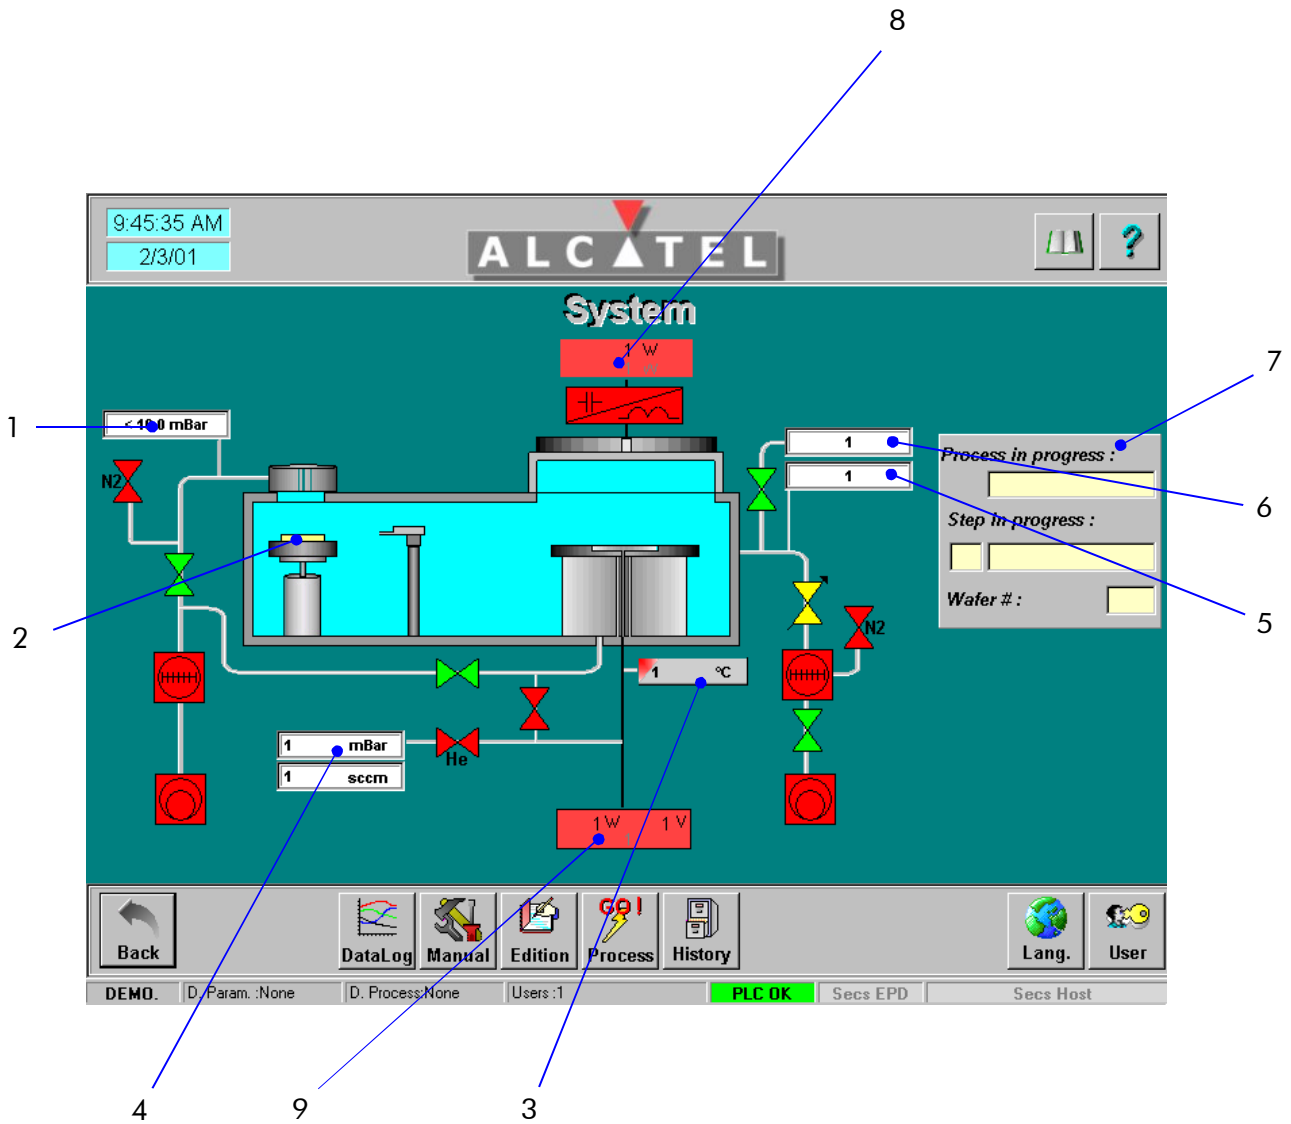 8
9:45:35 AM
2/3/01
ALCATEL
?
System
1 W
7
1
< 10.0 mBar
N2
1
1
Process in progress :
6
Step in progress :
Wafer # :
5
2
N2
1 °C
1 mBar
He
1 sccm
1 W 1 V
GO !
Back
DataLog
Manual
Edition
Process
History
Lang.
User
DEMO.
D. Param. :None
D. Process:None
Users :1
PLC OK
Secs EPD
Secs Host
4
9
3